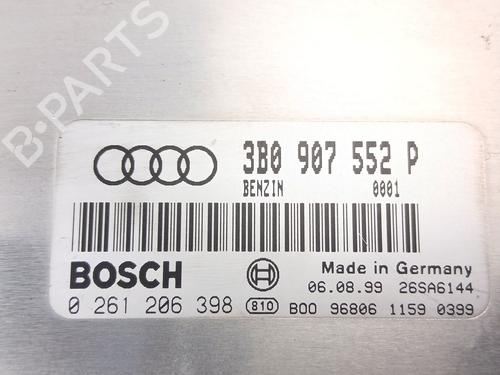 B-PARTS
3B0 907 552 P
BENZIN 0001
BOSCH
Made in Germany
06.08.99 26SA6144
0 261 206 398 810 B00 96806 1159 0399